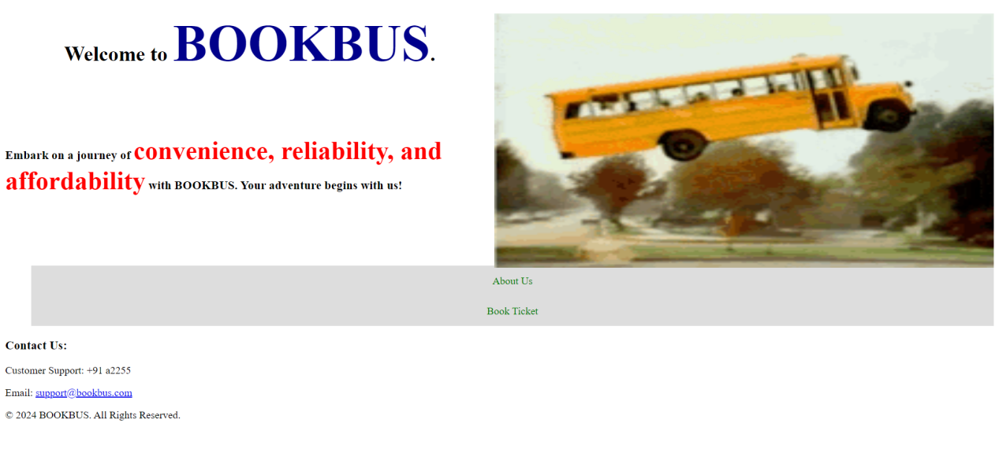 Welcome to BOOKBUS.
Embark on a journey of convenience, reliability, and
affordability with BOOKBUS. Your adventure begins with us!
About Us
Book Ticket
Contact Us:
Customer Support: +91 a2255
Email: support@bookbus.com
© 2024 BOOKBUS. All Rights Reserved.